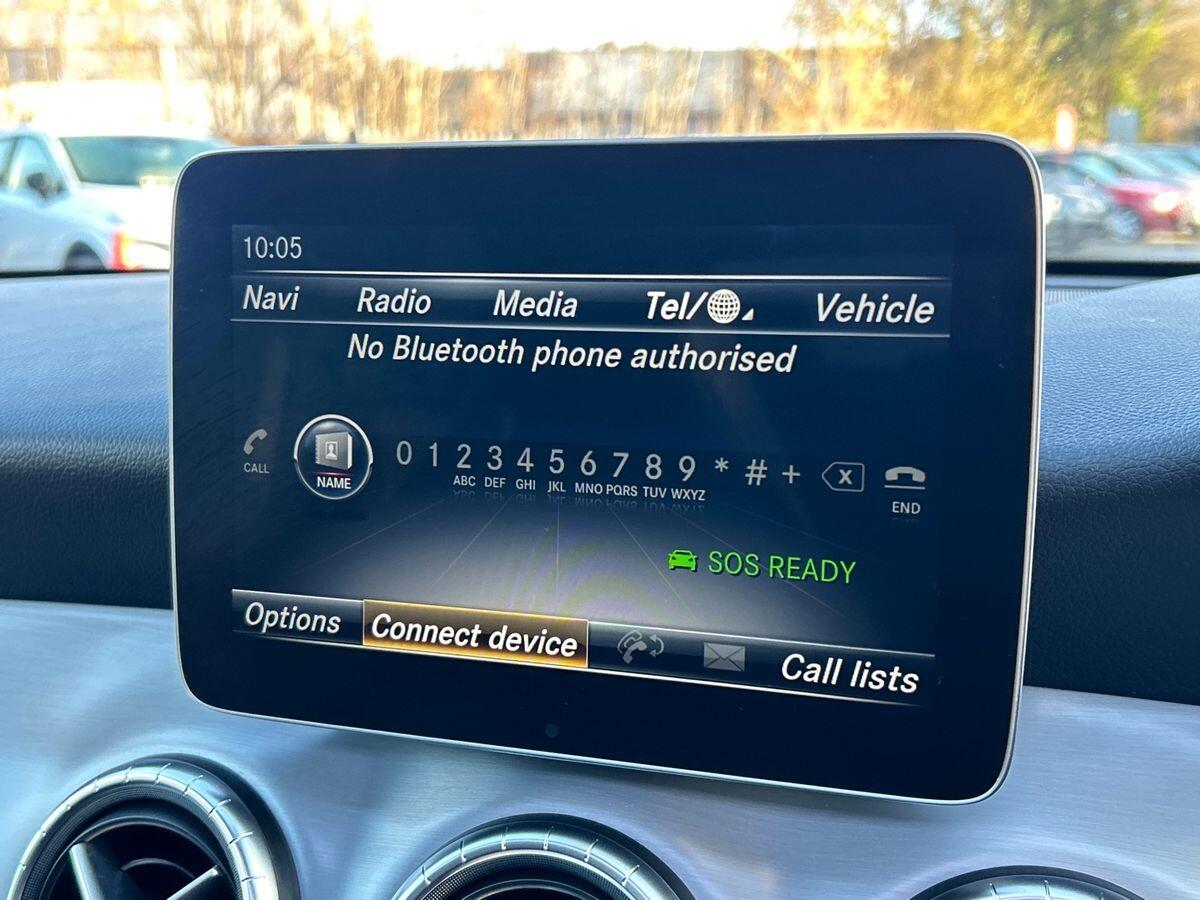 10:05
Navi Radio Media Tel/ Vehicle
No Bluetooth phone authorised
CALL NAME 0 1 2 3 4 5 6 7 8 9 * # + X END
ABC DEF GHI JKL MNO PQRS TUV WXYZ
SOS READY
Options Connect device Call lists